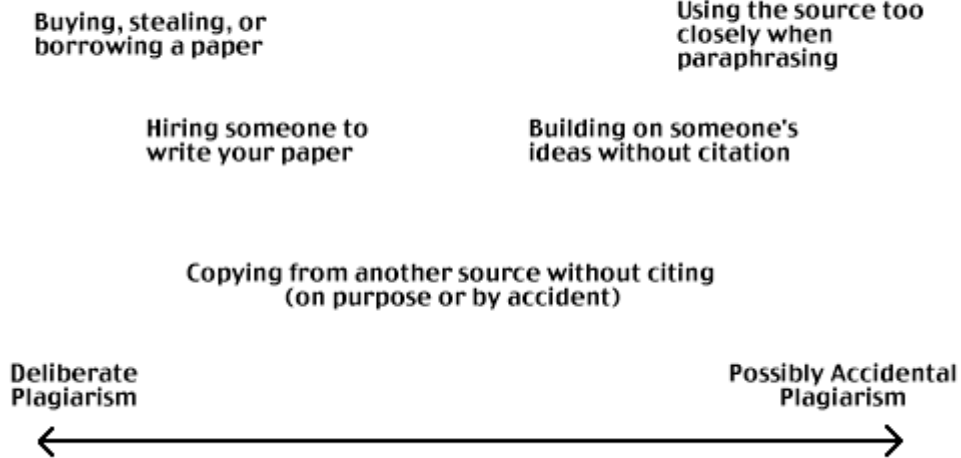 Buying, stealing, or
borrowing a paper
Using the source too
closely when
paraphrasing
Hiring someone to
write your paper
Building on someone's
ideas without citation
Copying from another source without citing
(on purpose or by accident)
Deliberate
Plagiarism
Possibly Accidental
Plagiarism